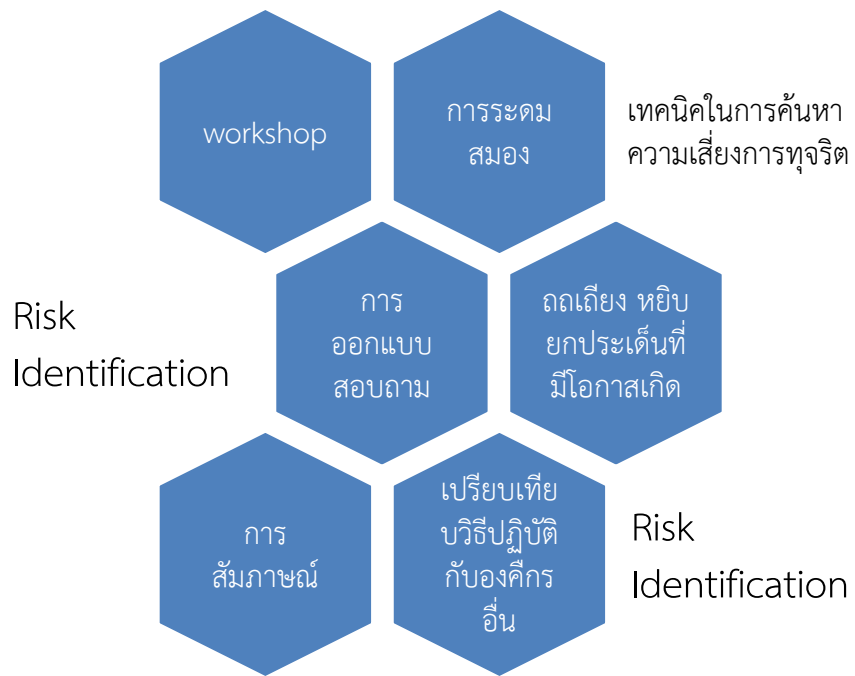 workshop
การระดม
สมอง
เทคนิคในการค้นหา
ความเสี่ยงการทุจริต
Risk
Identification
การ
ออกแบบ
สอบถาม
ถถเถียง หยิบ
ยกประเด็นที่
มีโอกาสเกิด
การ
สัมภาษณ์
เปรียบเทีย
บวิธีปฏิบัติ
กับองค์กร
อื่น
Risk
Identification